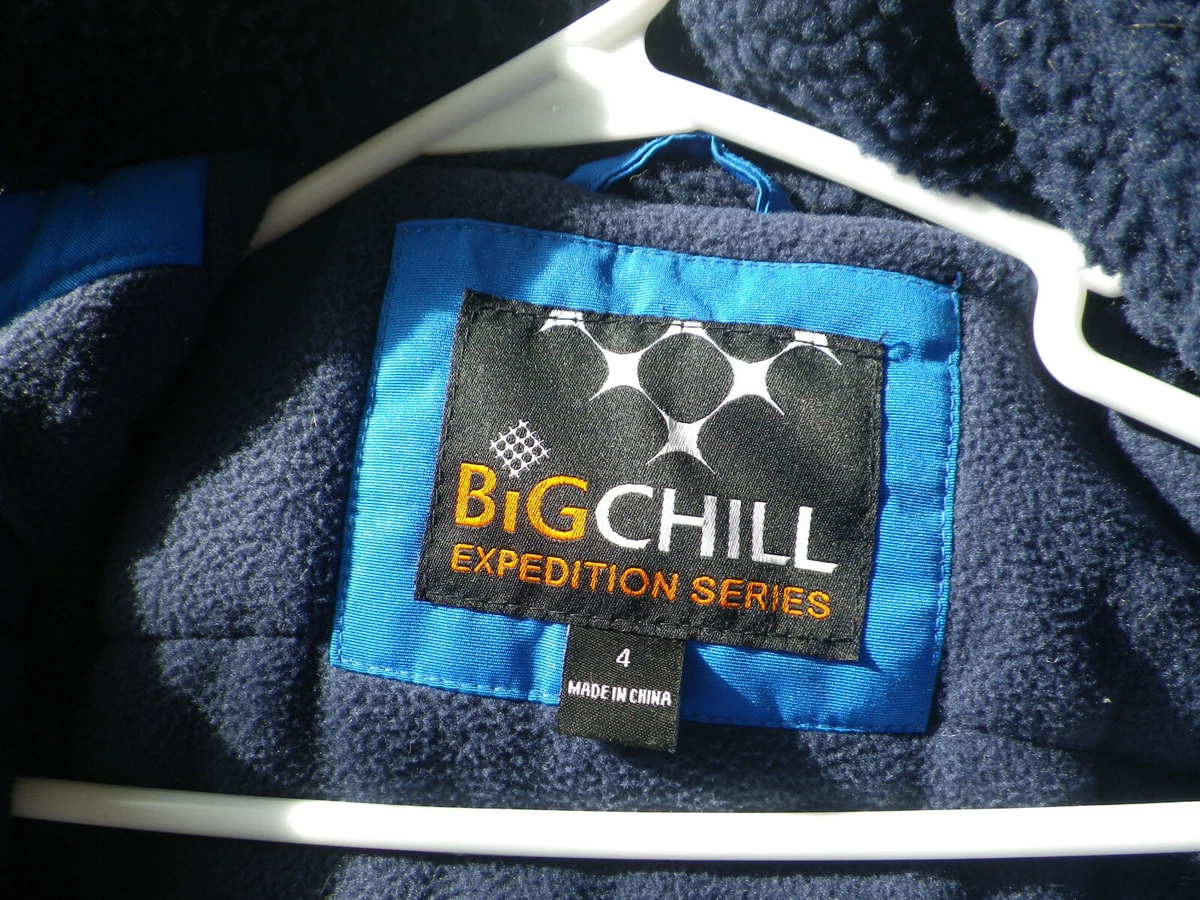 BiGCHILL
EXPEDITION SERIES
4
MADE IN CHINA